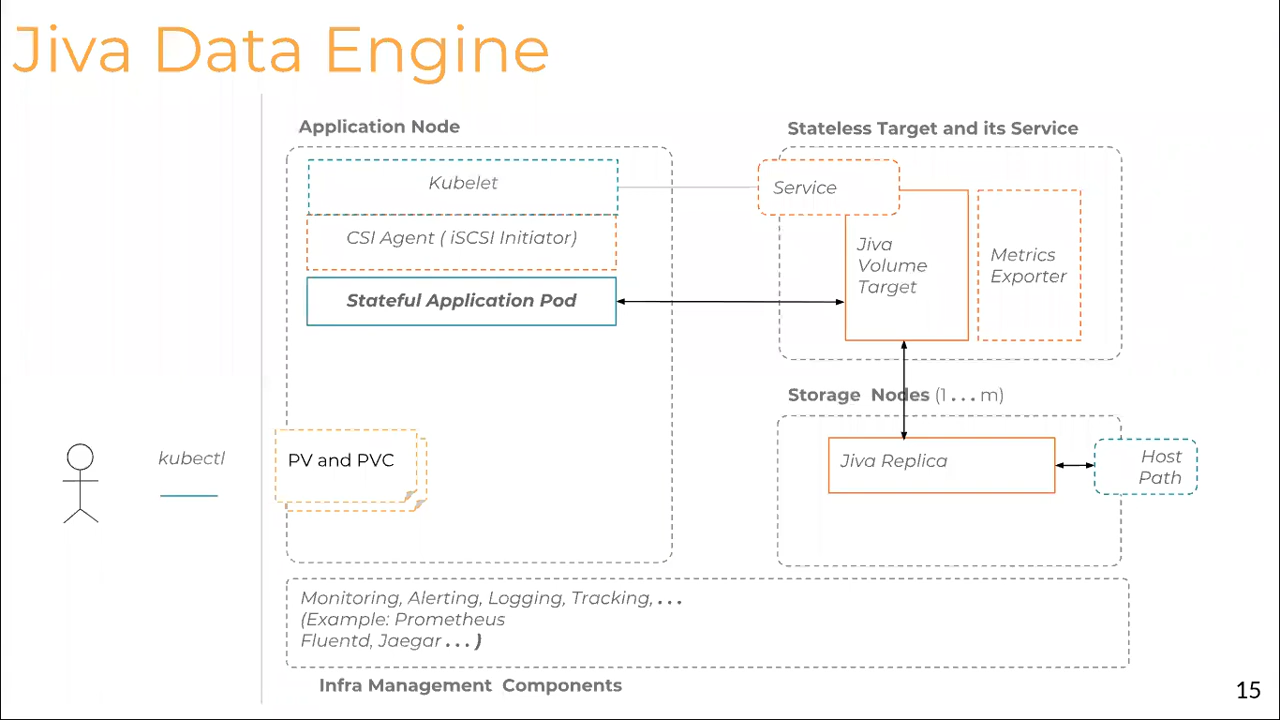 Jiva Data Engine
Application Node
Kubelet
CSI Agent ( iSCSI Initiator)
Stateful Application Pod
Stateless Target and its Service
Service
Jiva
Volume
Target
Metrics
Exporter
Storage Nodes (1 . . . m)
Jiva Replica
Host
Path
kubectl
PV and PVC
Monitoring, Alerting, Logging, Tracking, . . .
(Example: Prometheus
Fluentd, Jaegar . . . )
Infra Management Components
15